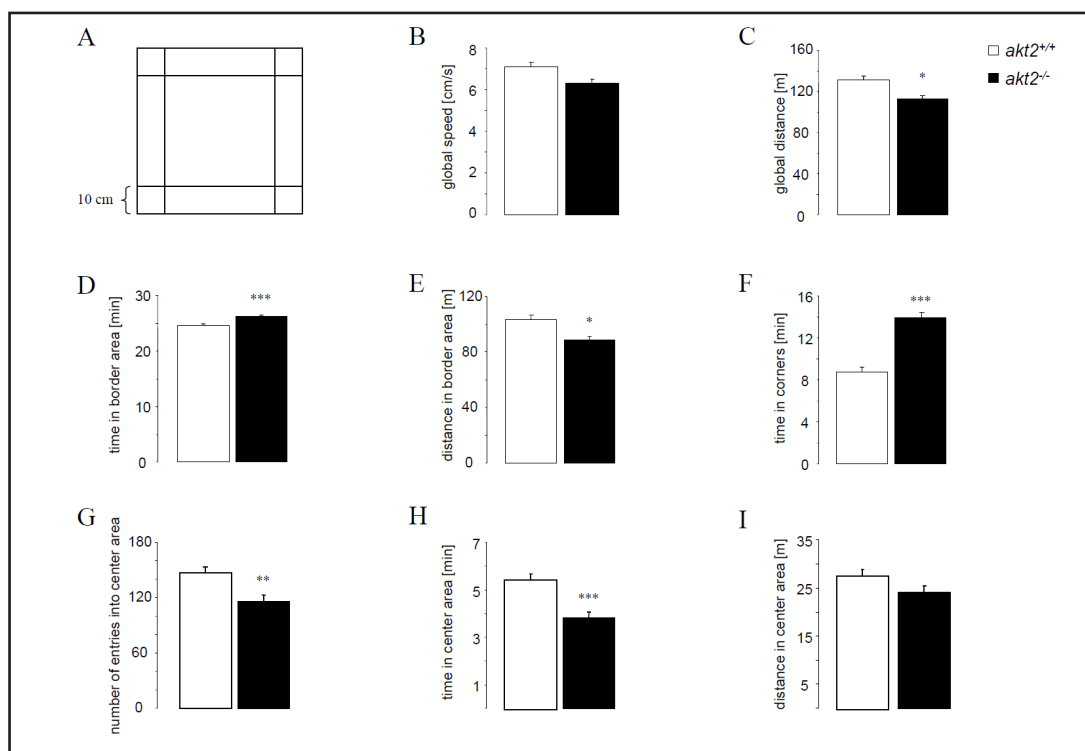 A
10 cm
B
global speed [cm/s]
8
6
4
2
0
C
global distance [m]
160
120
80
40
0
*
akt2+/+
akt2-/-
D
time in border area [min]
30
20
10
0
***
E
distance in border area [m]
120
80
40
0
*
F
time in corners [min]
16
12
8
4
0
***
G
number of entries into center area
180
120
60
0
**
H
time in center area [min]
7
5
3
1
***
I
distance in center area [m]
35
25
15
5